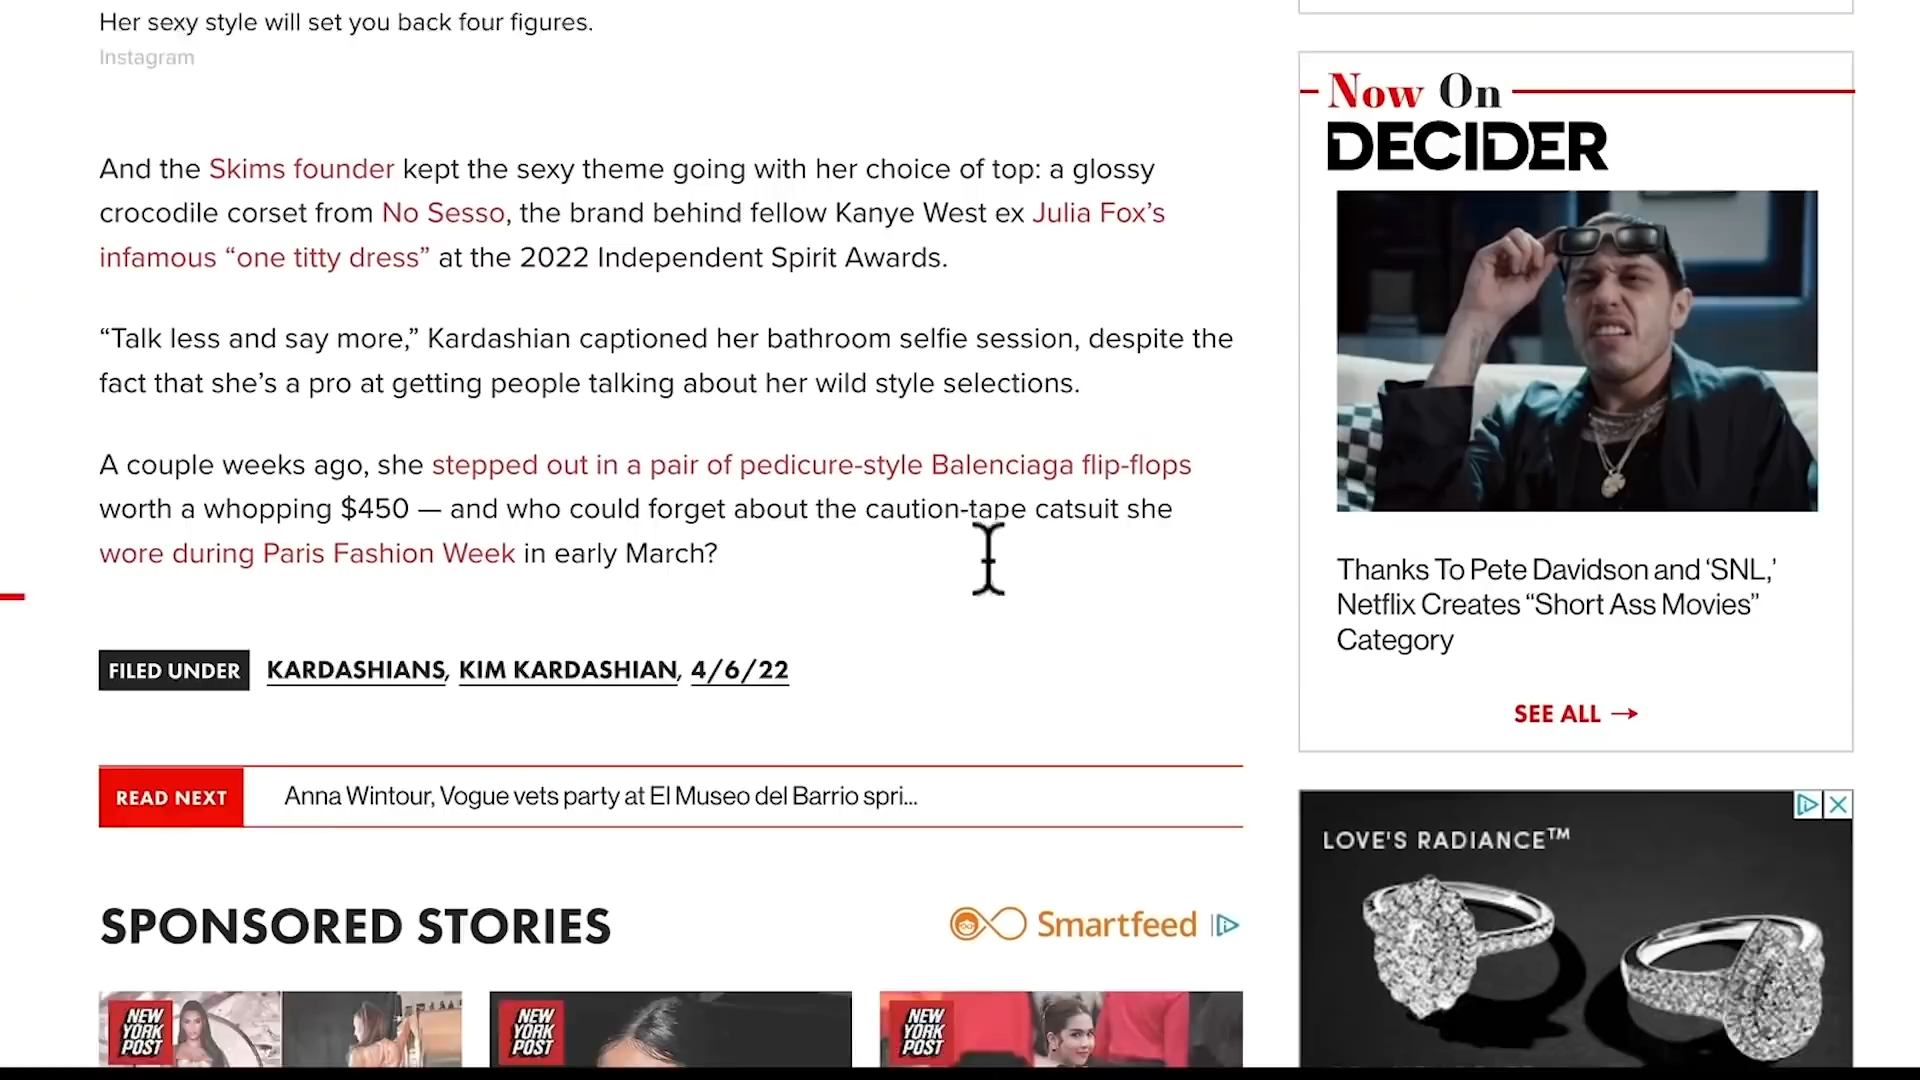 Her sexy style will set you back four figures.
Instagram
And the Skims founder kept the sexy theme going with her choice of top: a glossy
crocodile corset from No Sesso, the brand behind fellow Kanye West ex Julia Fox’s
infamous “one titty dress” at the 2022 Independent Spirit Awards.
“Talk less and say more,” Kardashian captioned her bathroom selfie session, despite the
fact that she’s a pro at getting people talking about her wild style selections.
A couple weeks ago, she stepped out in a pair of pedicure-style Balenciaga flip-flops
worth a whopping $450 — and who could forget about the caution-tape catsuit she
wore during Paris Fashion Week in early March?
FILED UNDER KARDASHIANS, KIM KARDASHIAN, 4/6/22
READ NEXT Anna Wintour, Vogue vets party at El Museo del Barrio spri...
SPONSORED STORIES
Smartfeed
NEW
YORK
POST
NEW
YORK
POST
NEW
YORK
POST
Now On
DECIDER
Thanks To Pete Davidson and ‘SNL,’
Netflix Creates “Short Ass Movies”
Category
SEE ALL →
LOVE'S RADIANCE™